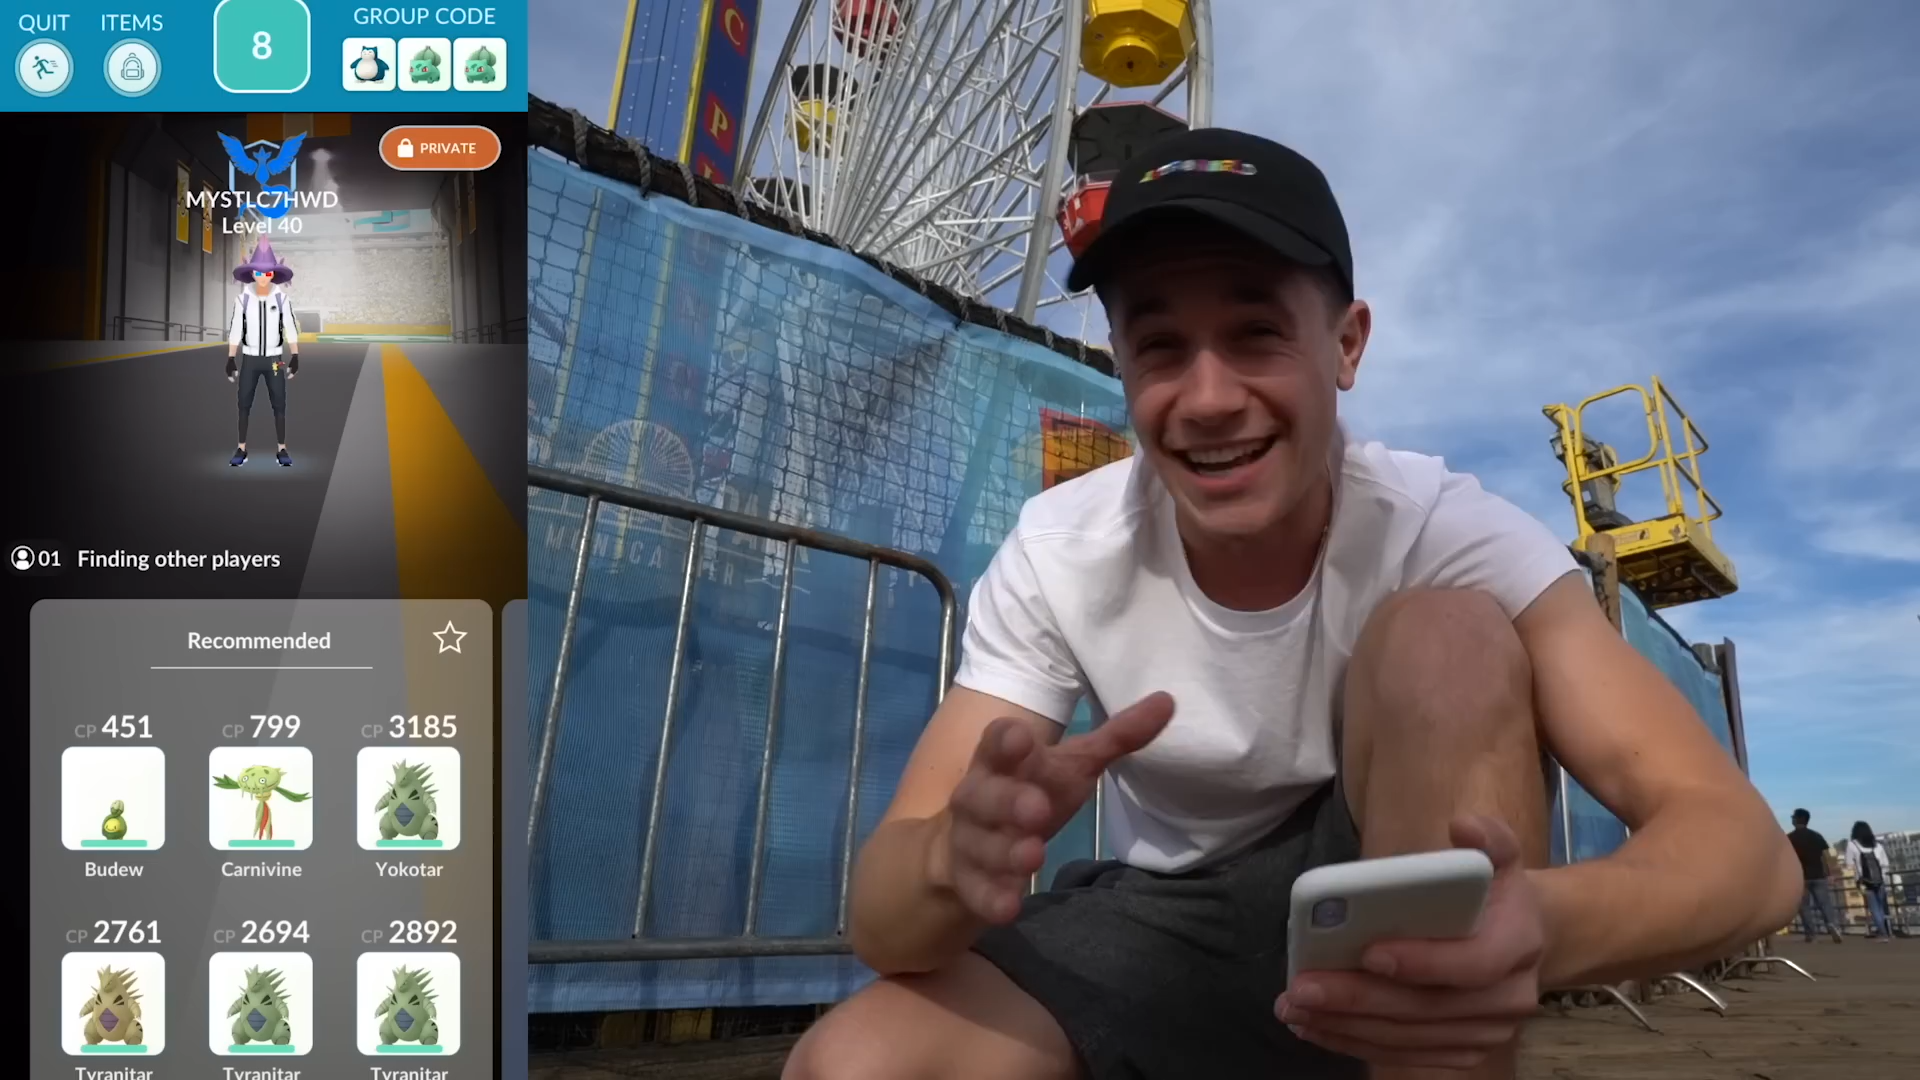 QUIT
ITEMS
8
GROUP CODE
PRIVATE
MYSTLC7HWD
Level 40
01 Finding other players
Recommended
CP 451
CP 799
CP 3185
Budew
Carnivine
Yokotar
CP 2761
CP 2694
CP 2892
Tyranitar
Tyranitar
Tyranitar
C
P
MONICA